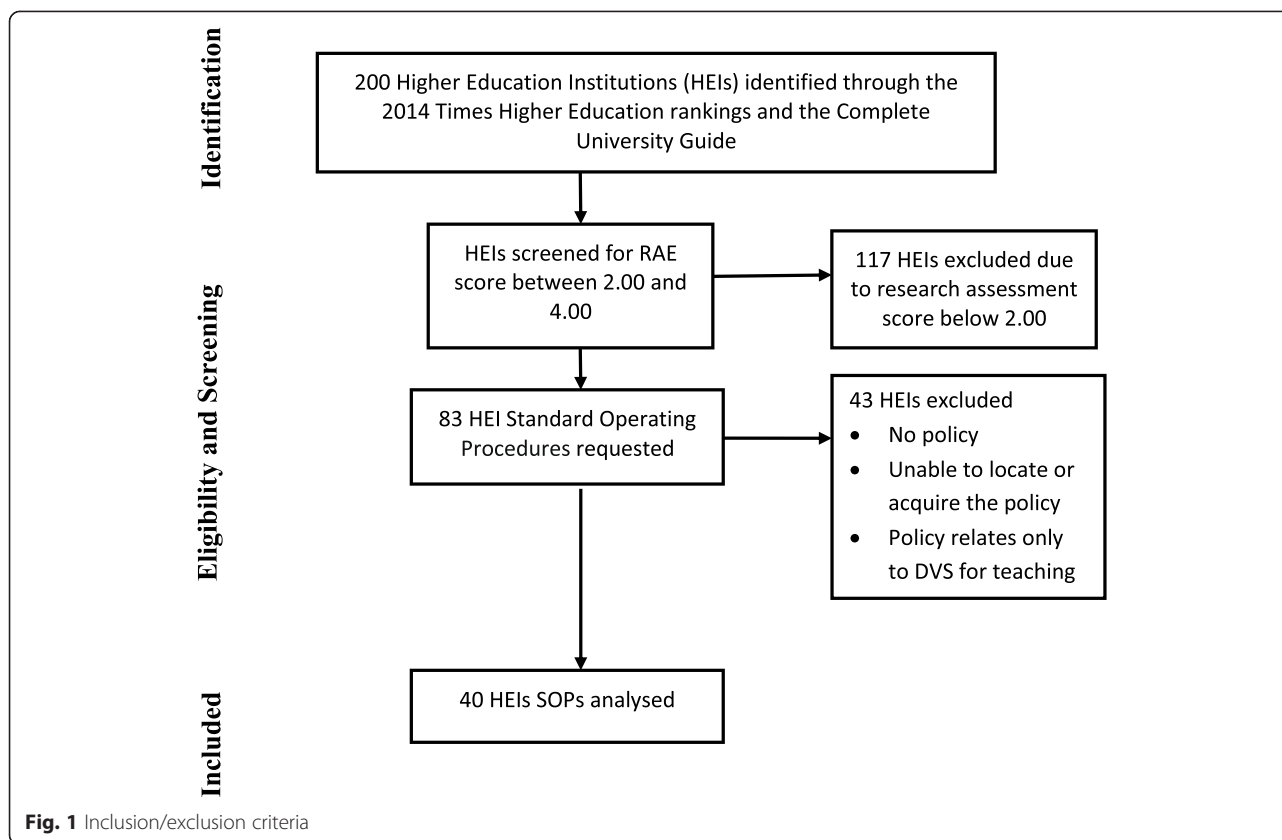 Identification
200 Higher Education Institutions (HEIs) identified through the
2014 Times Higher Education rankings and the Complete
University Guide
Eligibility and Screening
HEIs screened for RAE
score between 2.00 and
4.00
117 HEIs excluded due
to research assessment
score below 2.00
83 HEI Standard Operating
Procedures requested
43 HEIs excluded
• No policy
• Unable to locate or
acquire the policy
• Policy relates only
to DVS for teaching
Included
40 HEIs SOPs analysed
Fig. 1 Inclusion/exclusion criteria